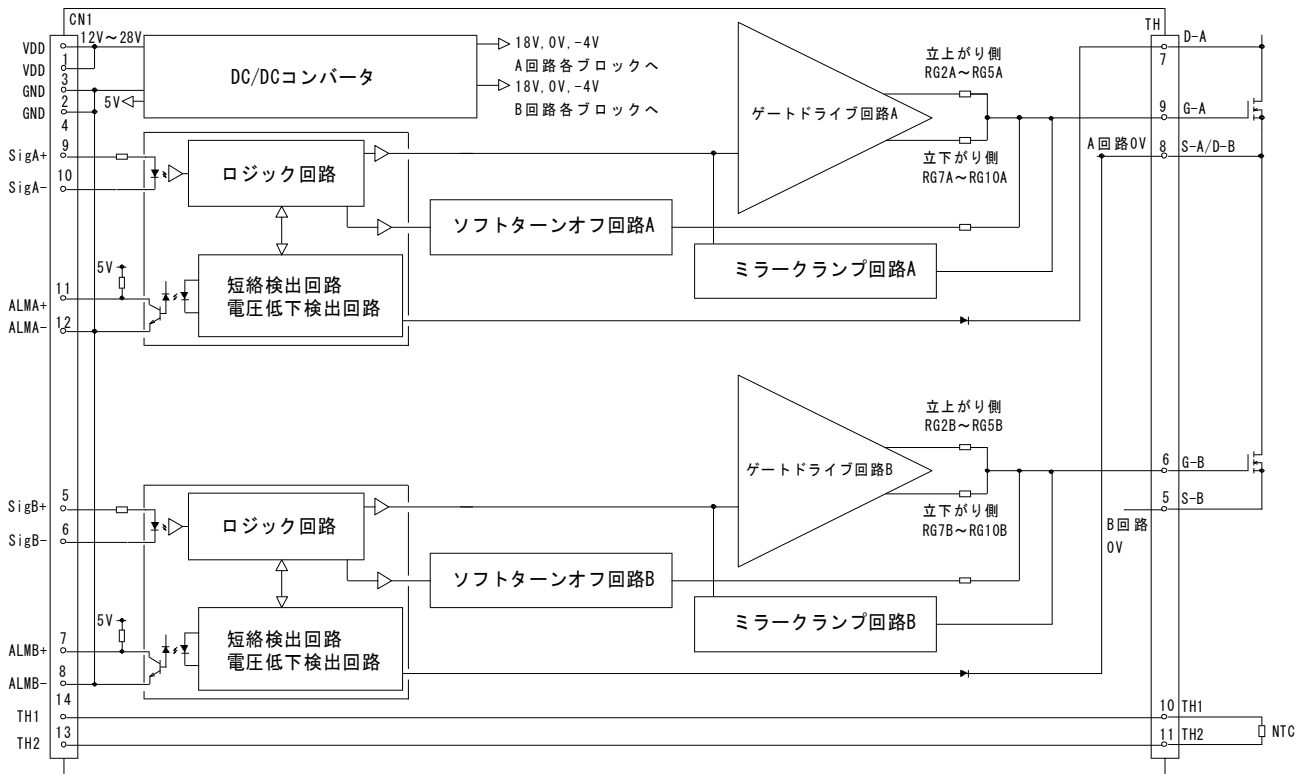 CN1
TH
VDD
1
VDD
3
GND
2
GND
4
12V～28V
DC/DCコンバータ
5V
18V,0V,-4V
A回路各ブロックへ
18V,0V,-4V
B回路各ブロックへ
SigA+
9
SigA-
10
ロジック回路
短絡検出回路
電圧低下検出回路
5V
11
ALMA+
ALMA-
12
ソフトターンオフ回路A
ゲートドライブ回路A
立上がり側
RG2A～RG5A
立下がり側
RG7A～RG10A
ミラークランプ回路A
D-A
7
9
G-A
A回路0V
8
S-A/D-B
SigB+
5
SigB-
6
ロジック回路
短絡検出回路
電圧低下検出回路
5V
7
ALMB+
ALMB-
8
ソフトターンオフ回路B
ゲートドライブ回路B
立上がり側
RG2B～RG5B
立下がり側
RG7B～RG10B
ミラークランプ回路B
6
G-B
5
S-B
B回路
0V
14
TH1
13
TH2
10
TH1
11
TH2
NTC